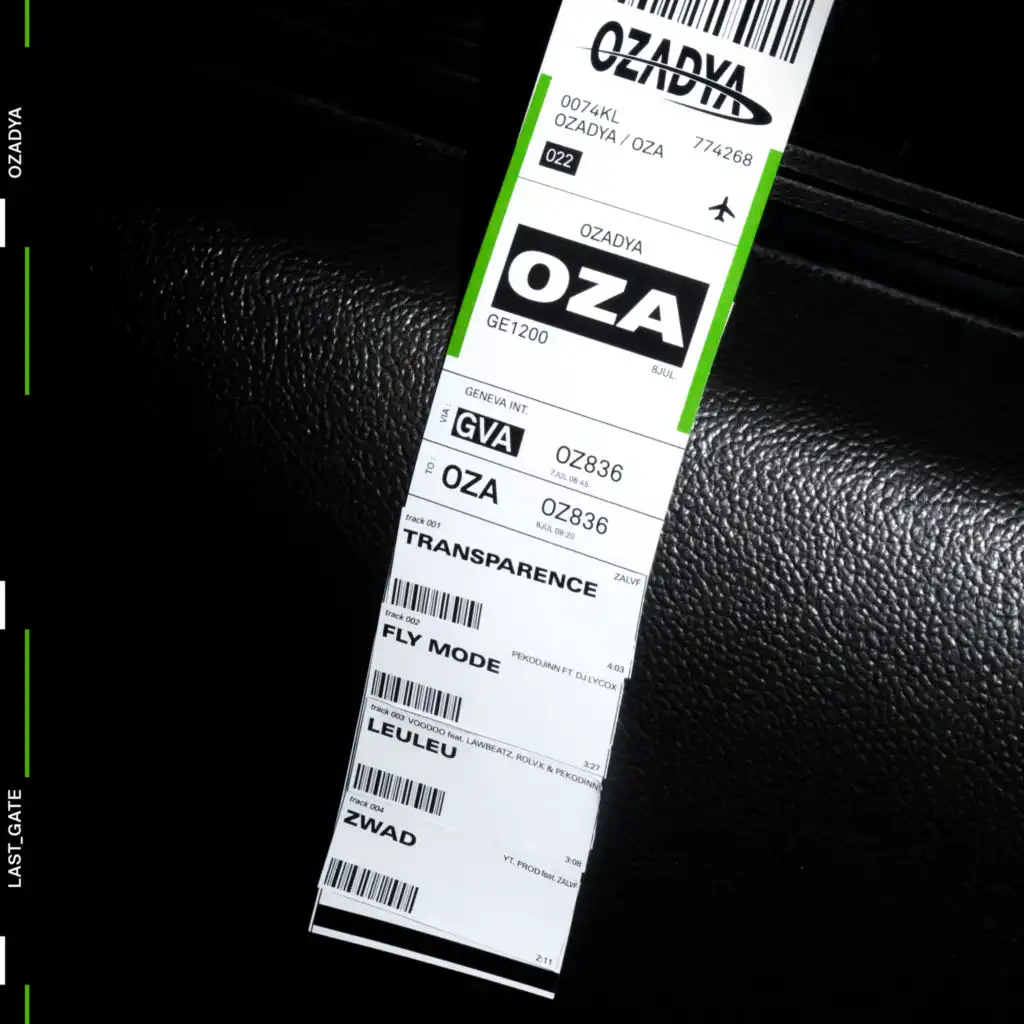 OZADYA
LAST_GATE
OZADYA
0074KL
OZADYA / OZA
774268
022
OZADYA
OZA
GE1200
8JUL.
GENEVA INT.
VIA:
GVA
OZ836
7JUL 06:45
TO:
OZA
OZ836
8JUL 09:20
track 001
TRANSPARENCE
ZALVF
4:03
track 002
FLY MODE
PEKODJINN FT. DJ LYCOX
3:27
track 003 VOODOO feat. LAWBEATZ, ROLV.K & PEKODINN
LEULEU
3:08
track 004
ZWAD
YT. PROD feat. ZALVF
2:11